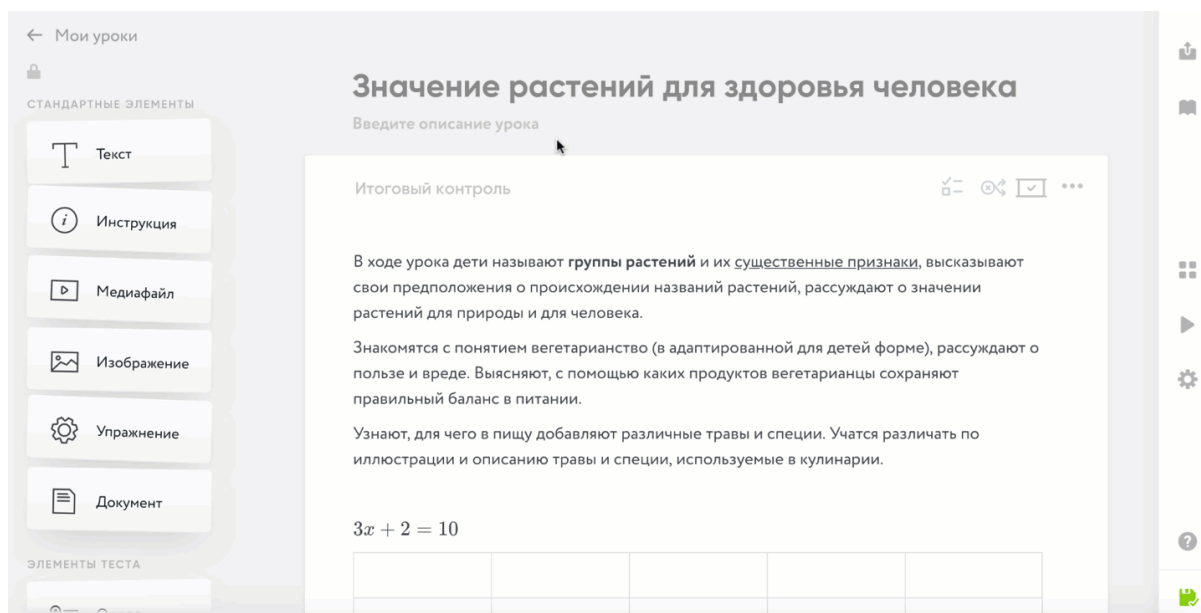 Мои уроки
СТАНДАРТНЫЕ ЭЛЕМЕНТЫ
Текст
Инструкция
Медиафайл
Изображение
Упражнение
Документ
ЭЛЕМЕНТЫ ТЕСТА
Значение растений для здоровья человека
Введите описание урока
Итоговый контроль
В ходе урока дети называют группы растений и их существенные признаки, высказывают
свои предположения о происхождении названий растений, рассуждают о значении
растений для природы и для человека.
Знакомятся с понятием вегетарианство (в адаптированной для детей форме), рассуждают о
пользе и вреде. Выясняют, с помощью каких продуктов вегетарианцы сохраняют
правильный баланс в питании.
Узнают, для чего в пищу добавляют различные травы и специи. Учатся различать по
иллюстрации и описанию травы и специи, используемые в кулинарии.
3x + 2 = 10